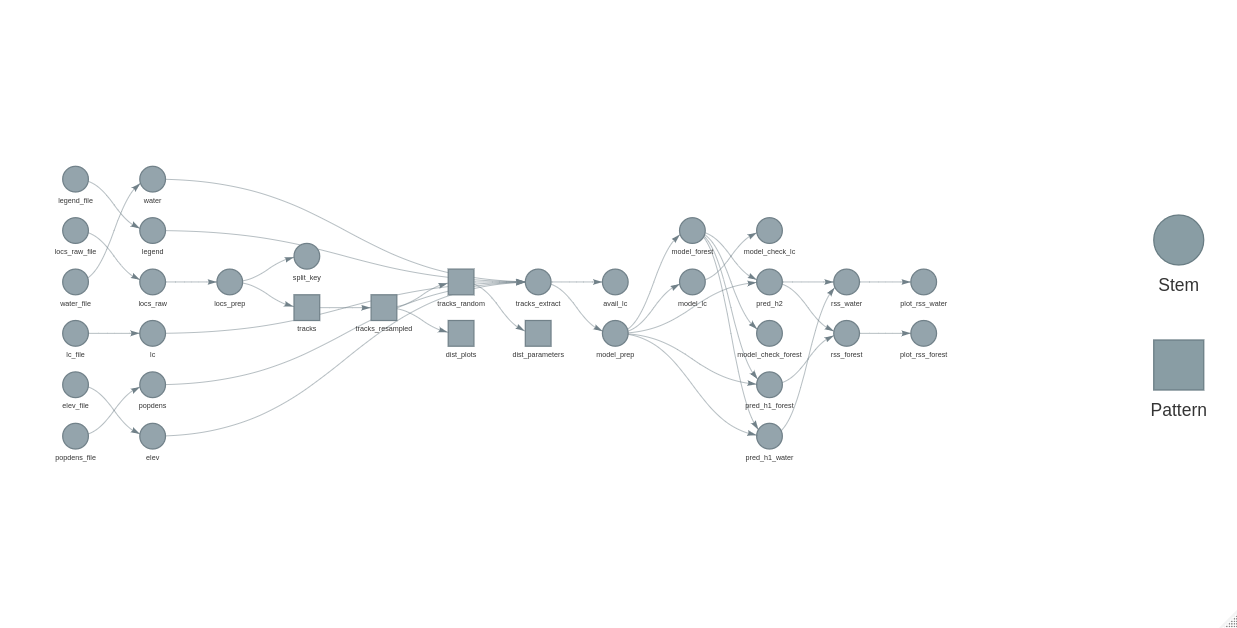 legend_file
water
locs_raw_file
legend
model_forest
model_check_lc
split_key
water_file
locs_raw
locs_prep
tracks_random
tracks_extract
avail_lc
model_lc
pred_h2
rss_water
plot_rss_water
tracks
tracks_resampled
lc_file
lc
dist_plots
dist_parameters
model_prep
model_check_forest
rss_forest
plot_rss_forest
elev_file
popdens
pred_h1_forest
popdens_file
elev
pred_h1_water
Stem
Pattern